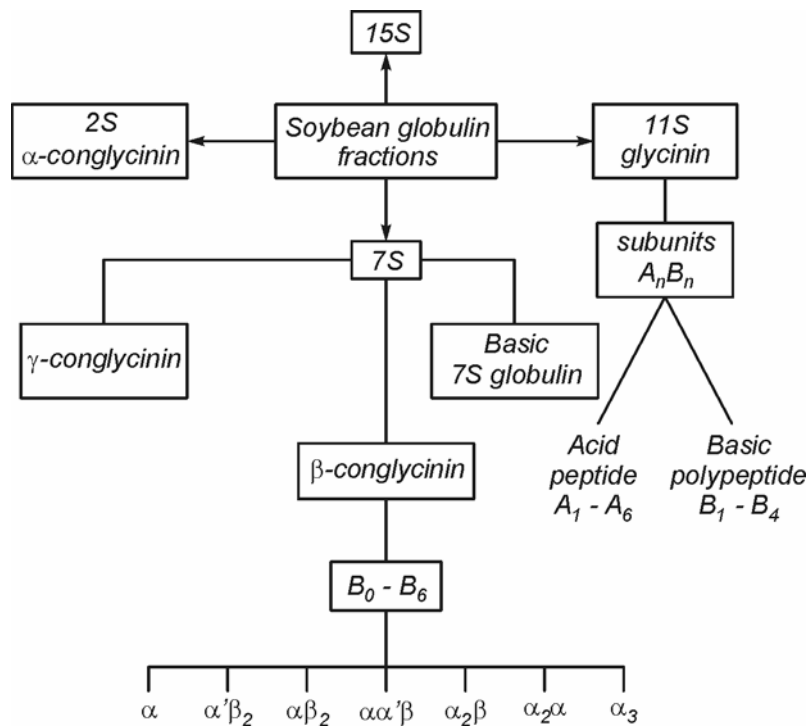 15S
2S
α-conglycinin
Soybean globulin
fractions
11S
glycinin
subunits
AₙBₙ
7S
γ-conglycinin
Basic
7S globulin
Acid
peptide
A₁ - A₆
Basic
polypeptide
B₁ - B₄
β-conglycinin
B₀ - B₆
α α'β₂ αβ₂ αα'β α₂β α₂α α₃